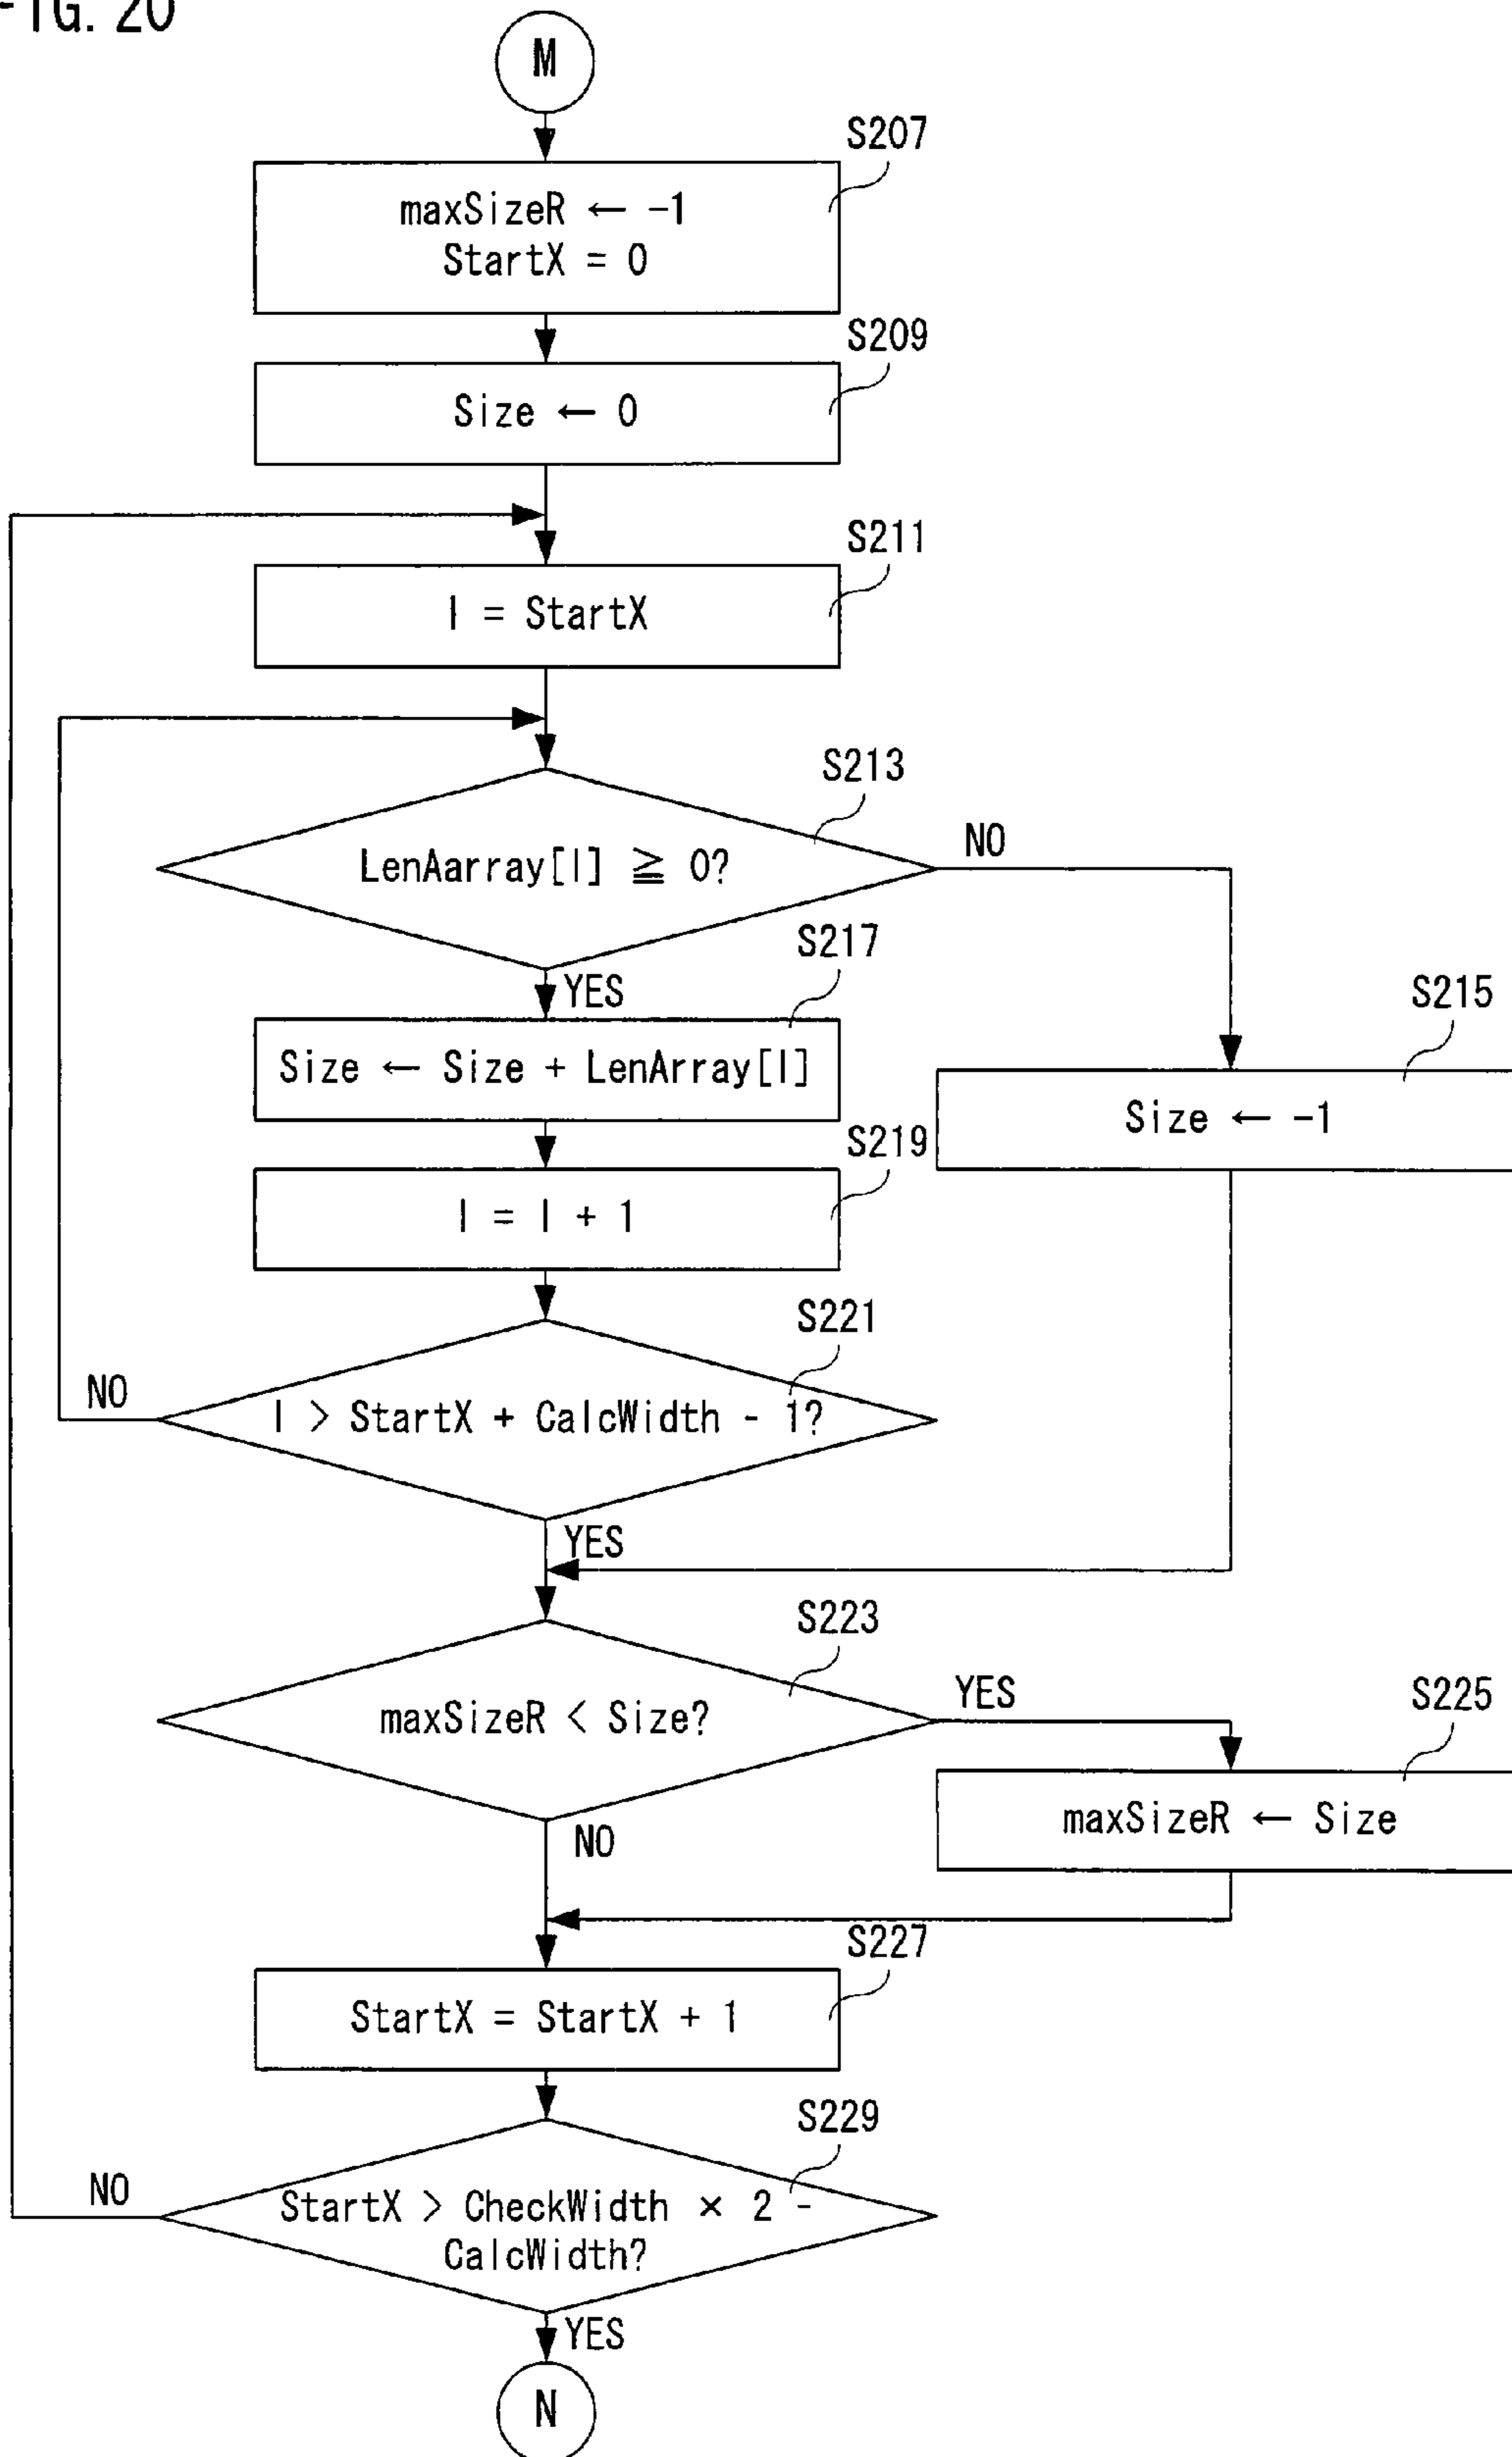 FIG. 20
M
S207
maxSizeR ← -1
StartX = 0
S209
Size ← 0
S211
I = StartX
S213
LenAarray[I] ≧ 0?
NO
YES
S217
Size ← Size + LenArray[I]
S215
Size ← -1
S219
I = I + 1
S221
I > StartX + CalcWidth - 1?
NO
YES
S223
maxSizeR < Size?
YES
NO
S225
maxSizeR ← Size
S227
StartX = StartX + 1
S229
StartX > CheckWidth × 2 -
CalcWidth?
NO
YES
N